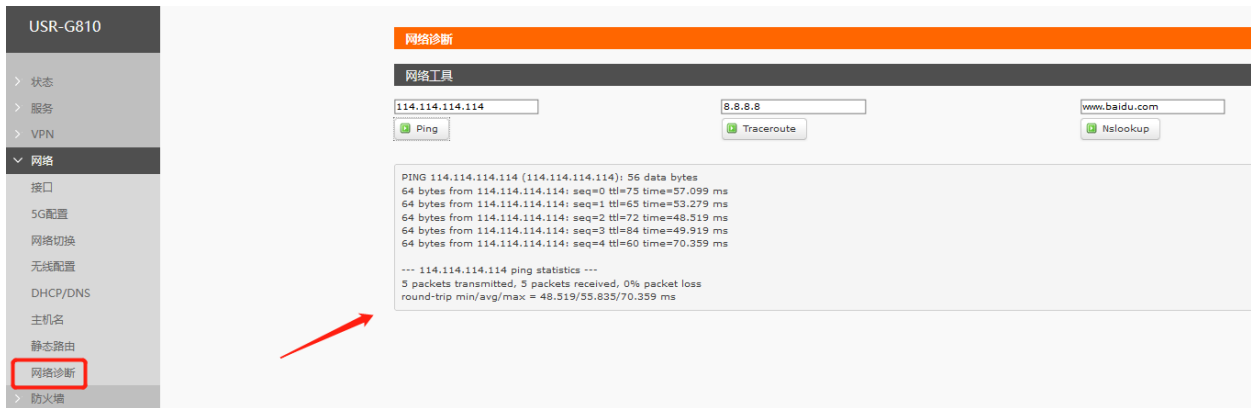 USR-G810
状态
服务
VPN
网络
接口
5G配置
网络切换
无线配置
DHCP/DNS
主机名
静态路由
网络诊断
防火墙
网络诊断
网络工具
114.114.114.114
8.8.8.8
www.baidu.com
Ping
Traceroute
Nslookup
PING 114.114.114.114 (114.114.114.114): 56 data bytes
64 bytes from 114.114.114.114: seq=0 ttl=75 time=57.099 ms
64 bytes from 114.114.114.114: seq=1 ttl=65 time=53.279 ms
64 bytes from 114.114.114.114: seq=2 ttl=72 time=48.519 ms
64 bytes from 114.114.114.114: seq=3 ttl=84 time=49.919 ms
64 bytes from 114.114.114.114: seq=4 ttl=60 time=70.359 ms
--- 114.114.114.114 ping statistics ---
5 packets transmitted, 5 packets received, 0% packet loss
round-trip min/avg/max = 48.519/55.835/70.359 ms